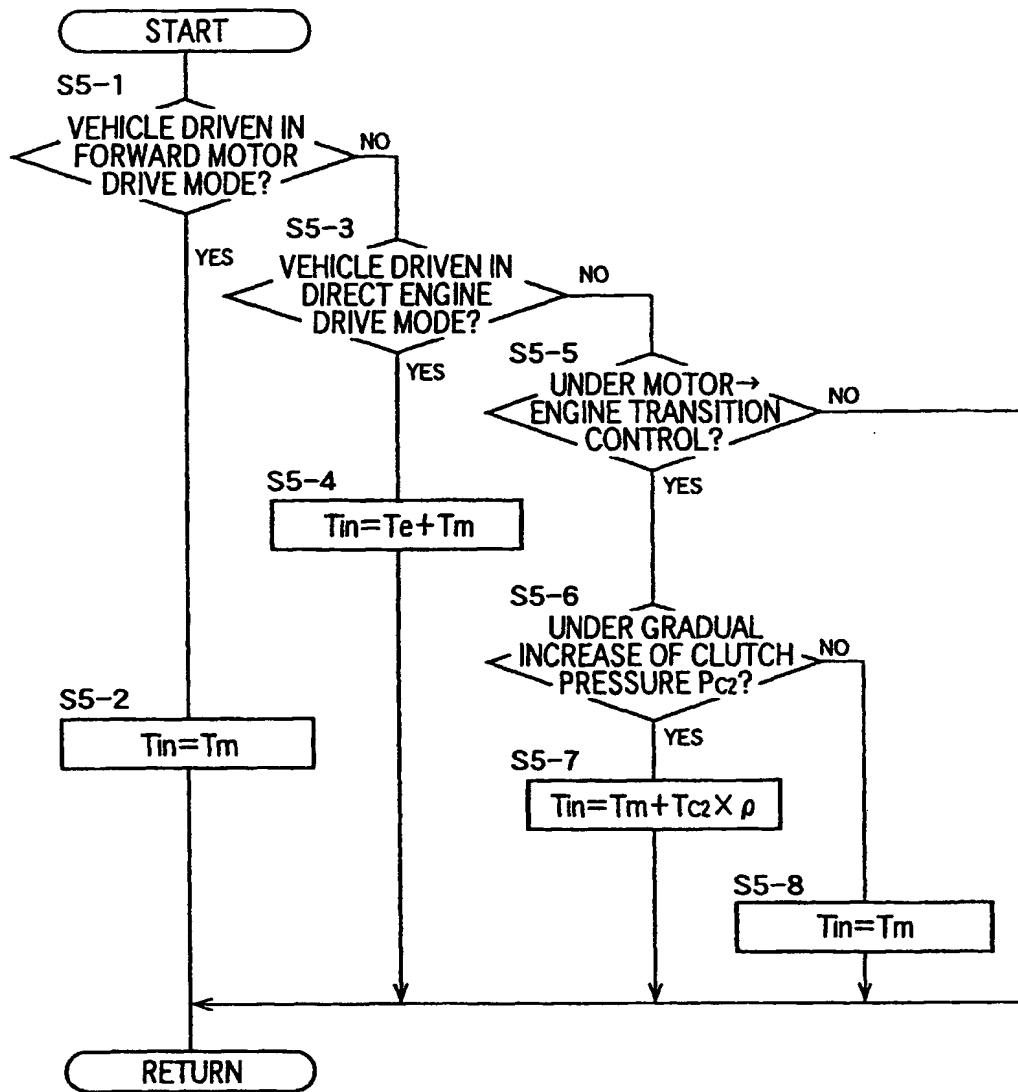 START
S5-1
VEHICLE DRIVEN IN
FORWARD MOTOR
DRIVE MODE?
NO
YES
S5-3
VEHICLE DRIVEN IN
DIRECT ENGINE
DRIVE MODE?
NO
YES
S5-5
UNDER MOTOR→
ENGINE TRANSITION
CONTROL?
NO
YES
S5-4
Tin=Te+Tm
S5-6
UNDER GRADUAL
INCREASE OF CLUTCH
PRESSURE PC2?
NO
YES
S5-2
Tin=Tm
S5-7
Tin=Tm+TC2×ρ
S5-8
Tin=Tm
RETURN